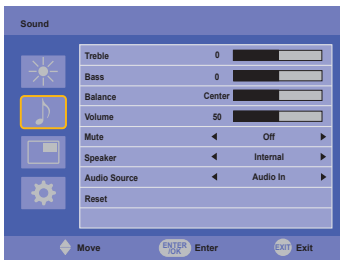 Sound
Treble 0
Bass 0
Balance Center
Volume 50
Mute Off
Speaker Internal
Audio Source Audio In
Reset
Move ENTER /OK Enter EXIT Exit